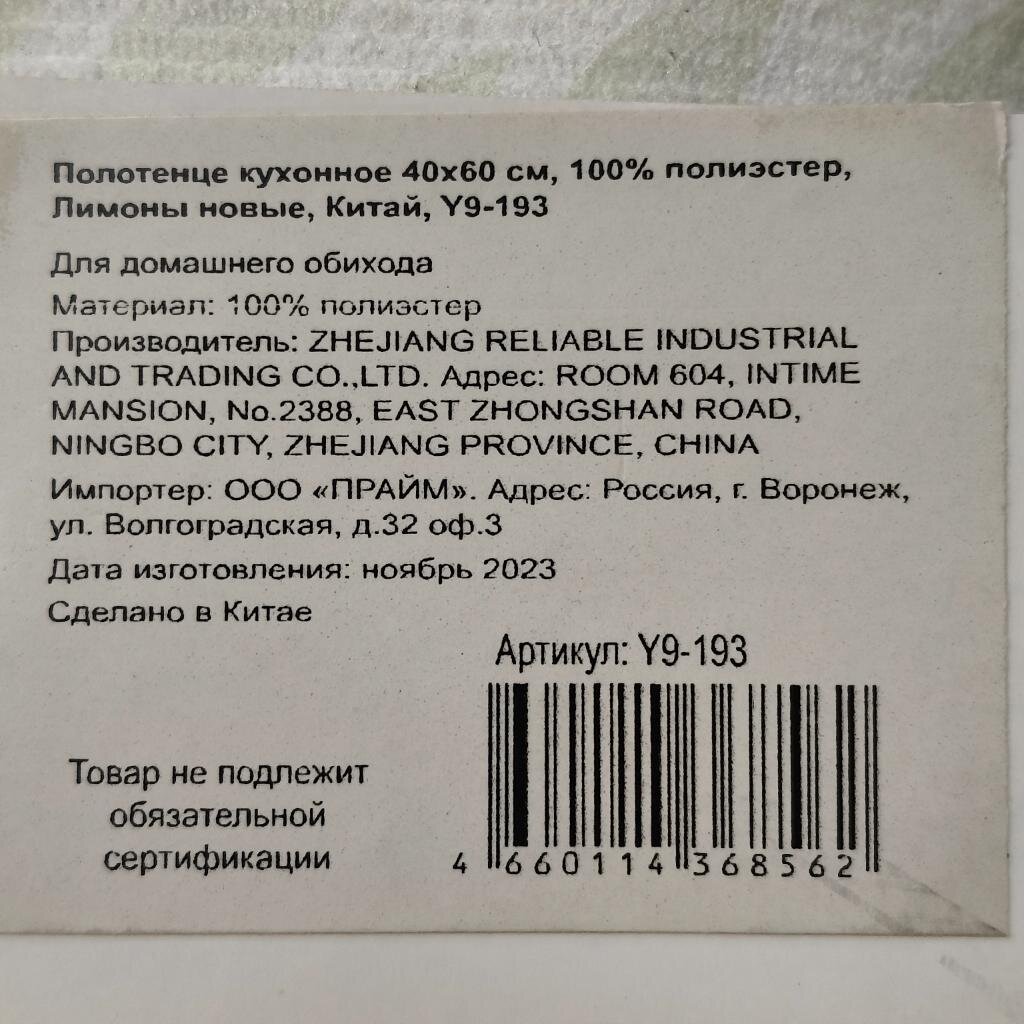 Полотенце кухонное 40х60 см, 100% полиэстер,
Лимоны новые, Китай, Y9-193
Для домашнего обихода
Материал: 100% полиэстер
Производитель: ZHEJIANG RELIABLE INDUSTRIAL
AND TRADING CO.,LTD. Адрес: ROOM 604, INTIME
MANSION, No.2388, EAST ZHONGSHAN ROAD,
NINGBO CITY, ZHEJIANG PROVINCE, CHINA
Импортер: ООО «ПРАЙМ». Адрес: Россия, г. Воронеж,
ул. Волгоградская, д.32 оф.3
Дата изготовления: ноябрь 2023
Сделано в Китае
Артикул: Y9-193
Товар не подлежит
обязательной
сертификации
4 660114 368562